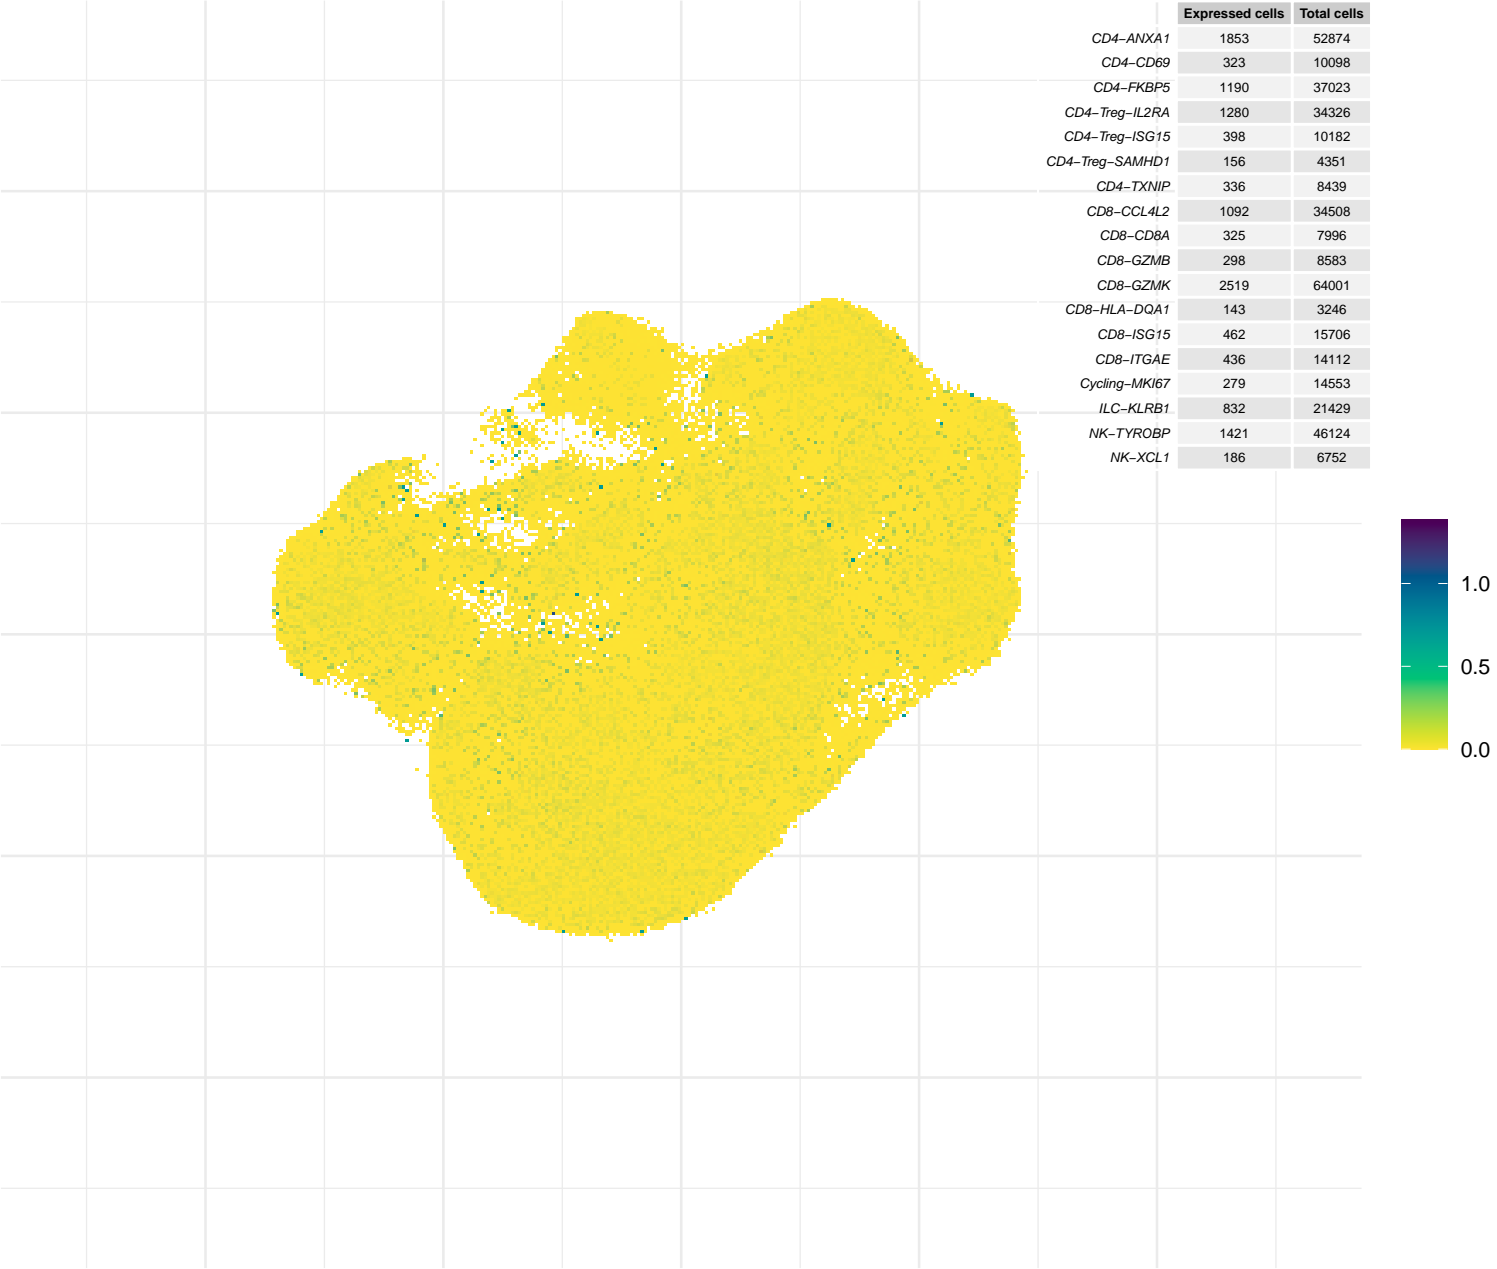 Expressed cells Total cells
CD4−ANXA1 1853 52874
CD4−CD69 323 10098
CD4−FKBP5 1190 37023
CD4−Treg−IL2RA 1280 34326
CD4−Treg−ISG15 398 10182
CD4−Treg−SAMHD1 156 4351
CD4−TXNIP 336 8439
CD8−CCL4L2 1092 34508
CD8−CD8A 325 7996
CD8−GZMB 298 8583
CD8−GZMK 2519 64001
CD8−HLA−DQA1 143 3246
CD8−ISG15 462 15706
CD8−ITGAE 436 14112
Cycling−MKI67 279 14553
ILC−KLRB1 832 21429
NK−TYROBP 1421 46124
NK−XCL1 186 6752
1.0
0.5
0.0